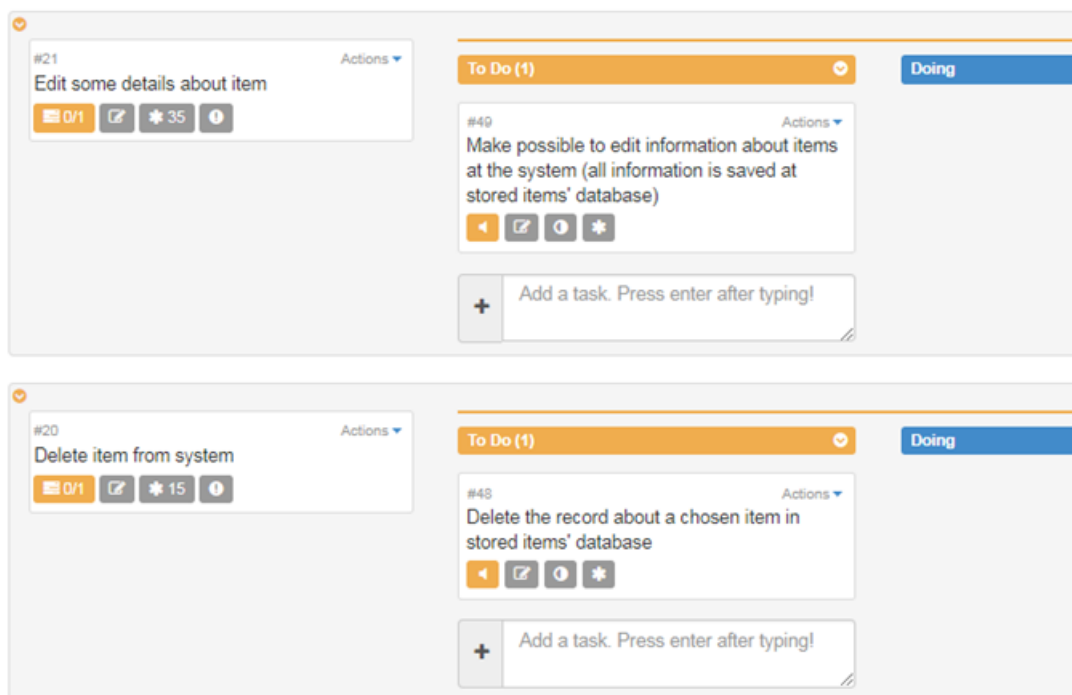 #21 Actions
Edit some details about item
0/1 35
To Do (1)
Doing
#49 Actions
Make possible to edit information about items
at the system (all information is saved at
stored items' database)
Add a task. Press enter after typing!
#20 Actions
Delete item from system
0/1 15
To Do (1)
Doing
#48 Actions
Delete the record about a chosen item in
stored items' database
Add a task. Press enter after typing!